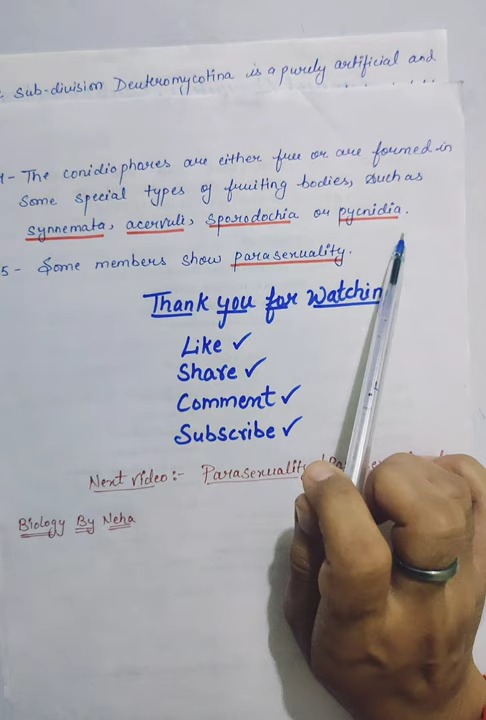 Sub-division Deuteromycotina is a purely artificial and
4- The conidiophores are either free or are formed in
some special types of fruiting bodies, such as
synnemata, acervuli, sporodochia or pycnidia.
5- Some members show parasexuality.
Thank you for Watchin
Like ✓
Share ✓
Comment ✓
Subscribe ✓
Next video:- Parasexuality
Biology By Neha